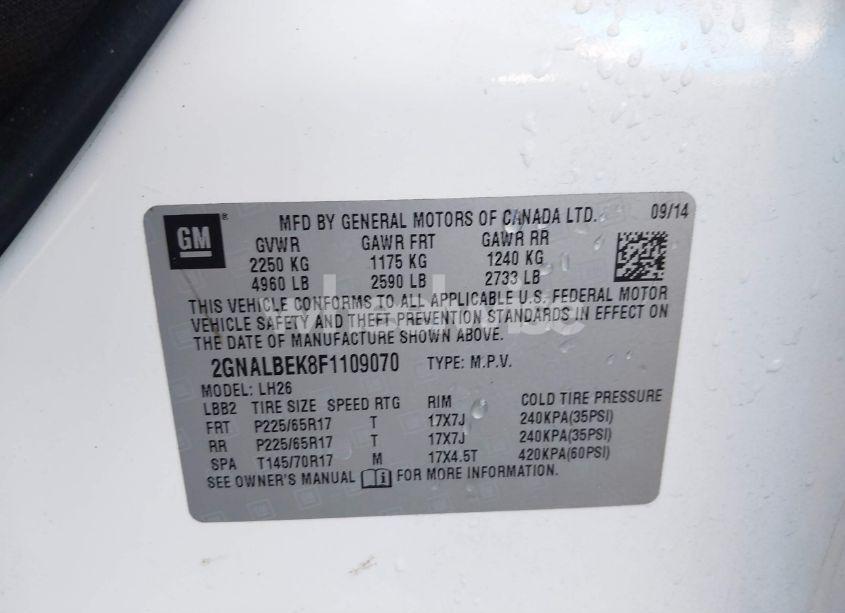 GM ® MFD BY GENERAL MOTORS OF CANADA LTD. 09/14
GVWR GAWR FRT GAWR RR
2250 KG 1175 KG 1240 KG
4960 LB 2590 LB 2733 LB
THIS VEHICLE CONFORMS TO ALL APPLICABLE U.S. FEDERAL MOTOR
VEHICLE SAFETY AND THEFT PREVENTION STANDARDS IN EFFECT ON
THE DATE OF MANUFACTURE SHOWN ABOVE.
2GNALBEK8F1109070 TYPE: M.P.V.
MODEL: LH26
LBB2 TIRE SIZE SPEED RTG RIM COLD TIRE PRESSURE
FRT P225/65R17 T 17X7J 240KPA(35PSI)
RR P225/65R17 T 17X7J 240KPA(35PSI)
SPA T145/70R17 M 17X4.5T 420KPA(60PSI)
SEE OWNER'S MANUAL FOR MORE INFORMATION.